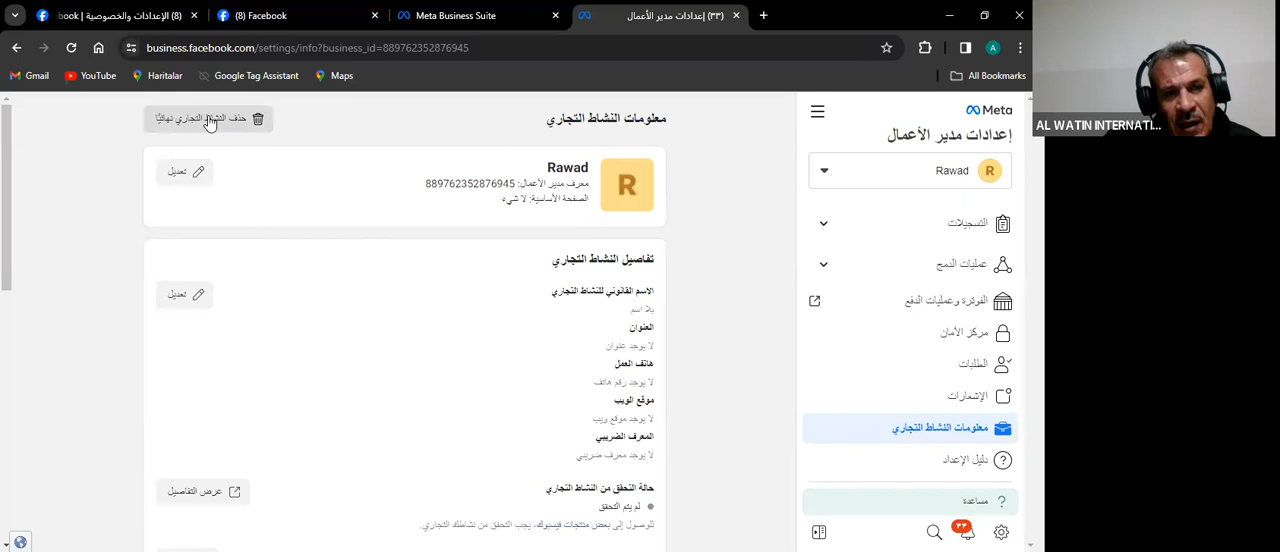 book | الإعدادات والخصوصية (8)
(8) Facebook
Meta Business Suite
(٣٣) إعدادات مدير الأعمال
business.facebook.com/settings/info?business_id=889762352876945
A
Gmail
YouTube
Haritalar
Google Tag Assistant
Maps
All Bookmarks
AL WATIN INTERNATI...
Meta
إعدادات مدير الأعمال
Rawad
R
التسجيلات
عمليات الدمج
الفوترة وعمليات الدفع
مركز الأمان
الطلبات
الإشعارات
معلومات النشاط التجاري
دليل الإعداد
مساعدة
٣٣
معلومات النشاط التجاري
حذف النشاط التجاري نهائيًا
R
Rawad
معرف مدير الأعمال: 889762352876945
الصفحة الأساسية: لا شيء
تعديل
تفاصيل النشاط التجاري
تعديل
الاسم القانوني للنشاط التجاري
بلا اسم
العنوان
لا يوجد عنوان
هاتف العمل
لا يوجد رقم هاتف
موقع الويب
لا يوجد موقع ويب
المعرف الضريبي
لا يوجد معرف ضريبي
حالة التحقق من النشاط التجاري
عرض التفاصيل
لم يتم التحقق
للوصول إلى بعض منتجات فيسبوك، يجب التحقق من نشاطك التجاري.